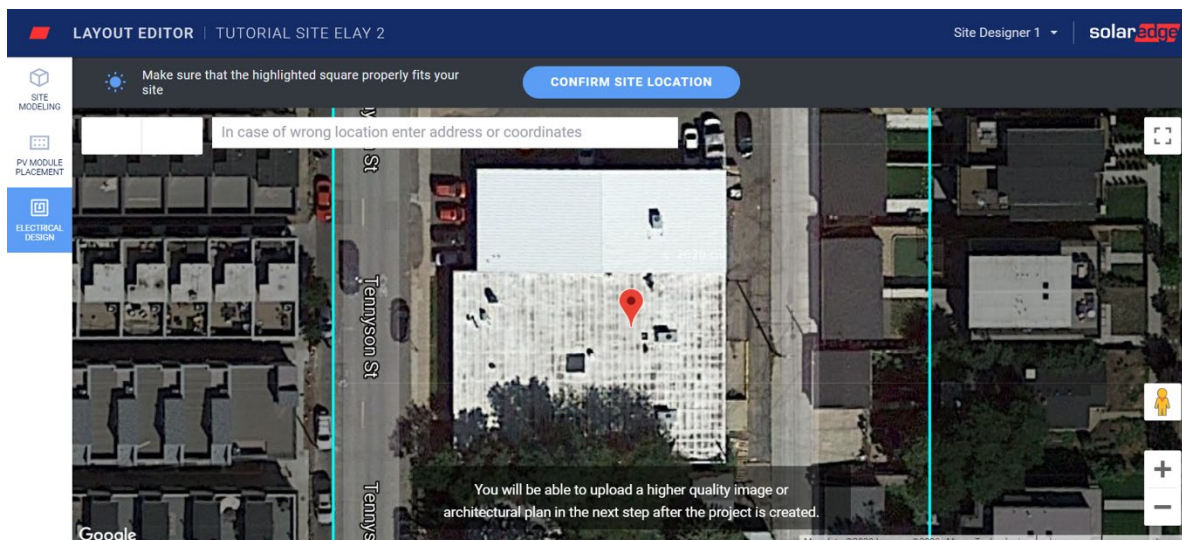 LAYOUT EDITOR | TUTORIAL SITE ELAY 2
Site Designer 1
solaredge
SITE
MODELING
PV MODULE
PLACEMENT
ELECTRICAL
DESIGN
Make sure that the highlighted square properly fits your
site
CONFIRM SITE LOCATION
In case of wrong location enter address or coordinates
St
Tennyson St
Tennys
You will be able to upload a higher quality image or
architectural plan in the next step after the project is created.
Google